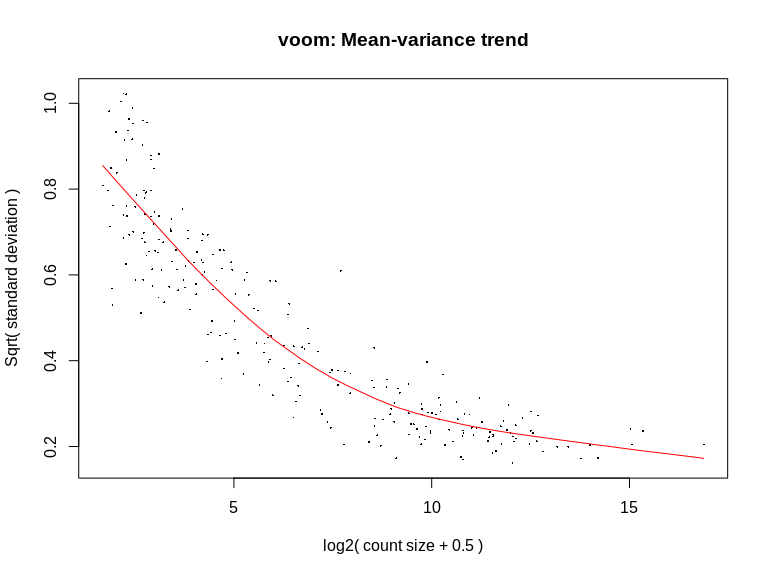 voom: Mean-variance trend
Sqrt( standard deviation )
1.0
0.8
0.6
0.4
0.2
5 10 15
log2( count size + 0.5 )